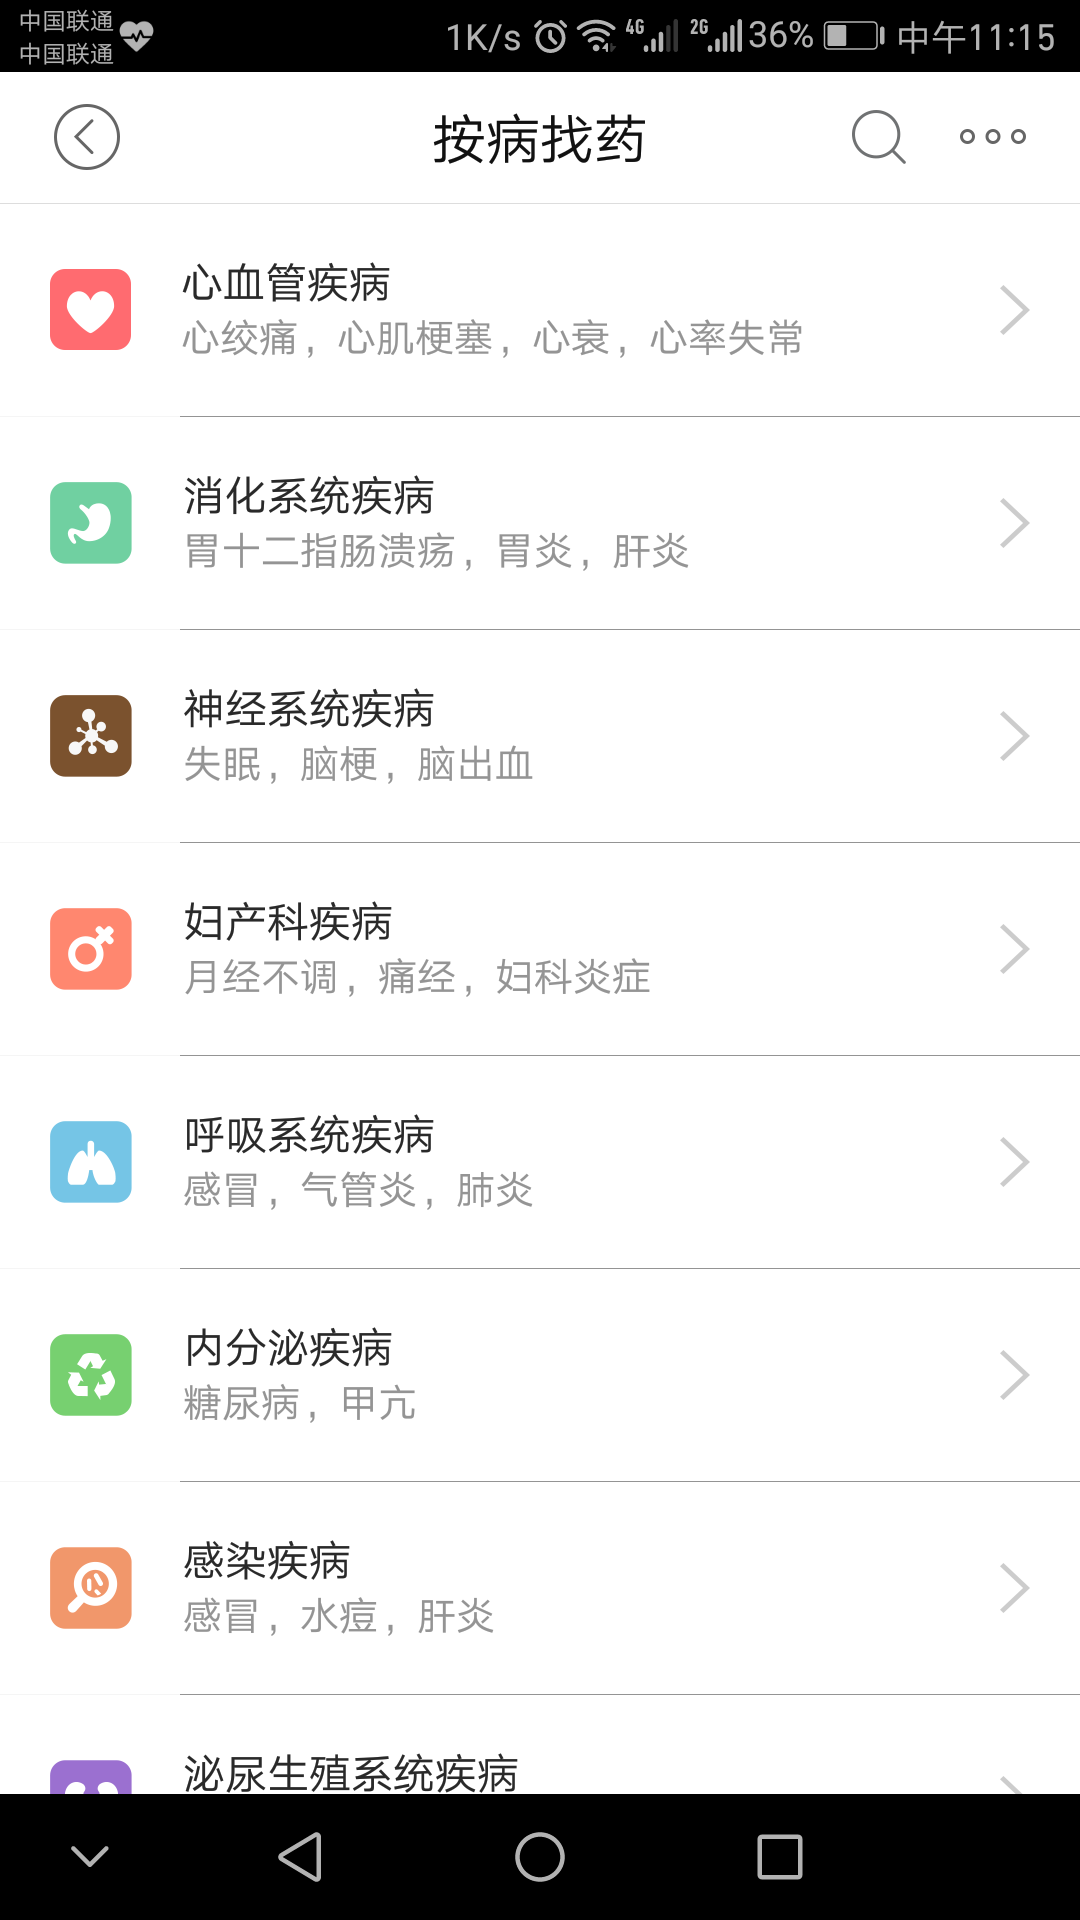 中国联通
中国联通
1K/s 4G 2G 36% 中午11:15
按病找药
心血管疾病
心绞痛，心肌梗塞，心衰，心率失常
消化系统疾病
胃十二指肠溃疡，胃炎，肝炎
神经系统疾病
失眠，脑梗，脑出血
妇产科疾病
月经不调，痛经，妇科炎症
呼吸系统疾病
感冒，气管炎，肺炎
内分泌疾病
糖尿病，甲亢
感染疾病
感冒，水痘，肝炎
泌尿生殖系统疾病